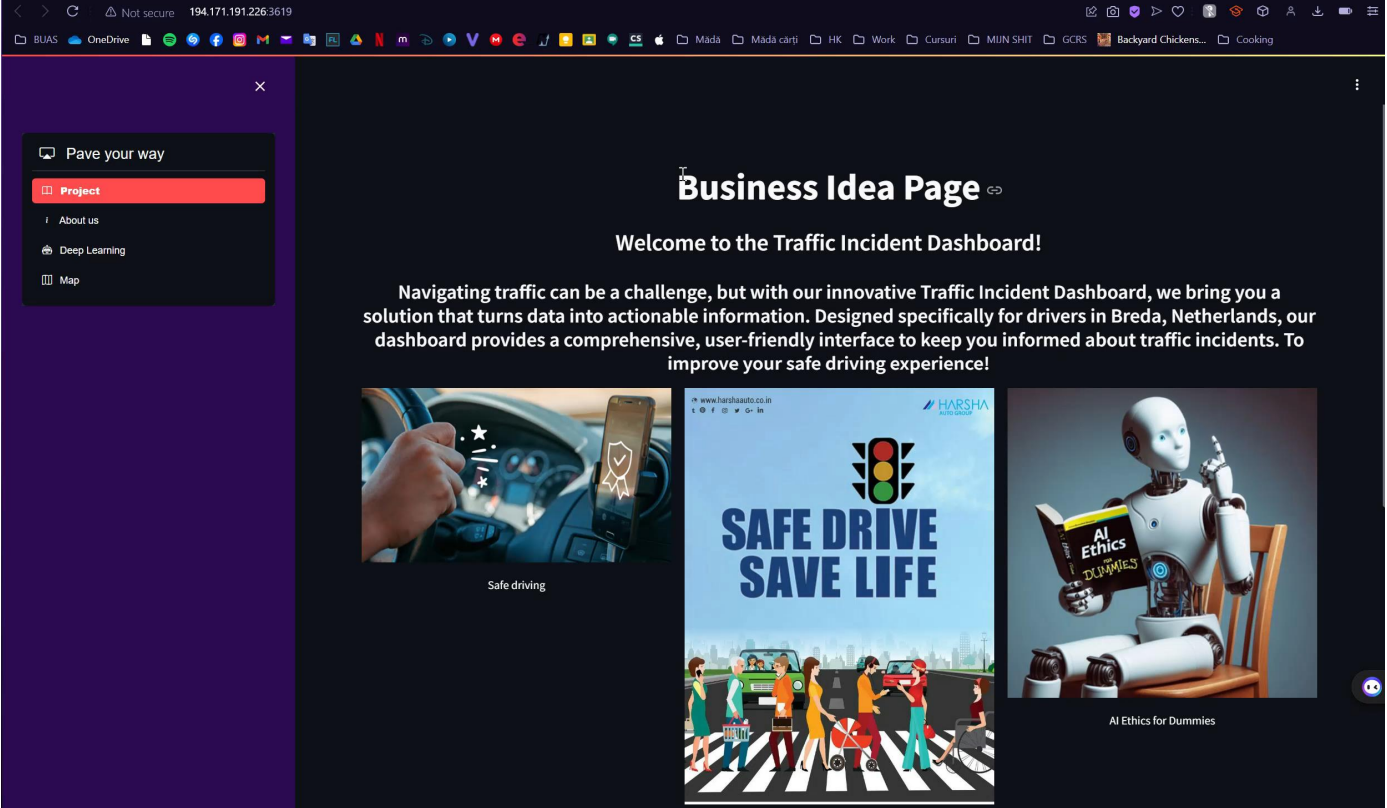 Not secure 194.171.191.226:3619
BUAS OneDrive CS Mădă Mădă cărți HK Work Cursuri MIJN SHIT GCRS Backyard Chickens... Cooking
Pave your way
Project
About us
Deep Learning
Map
Business Idea Page
Welcome to the Traffic Incident Dashboard!
Navigating traffic can be a challenge, but with our innovative Traffic Incident Dashboard, we bring you a
solution that turns data into actionable information. Designed specifically for drivers in Breda, Netherlands, our
dashboard provides a comprehensive, user-friendly interface to keep you informed about traffic incidents. To
improve your safe driving experience!
www.harshaauto.co.in
HARSHA
AUTO GROUP
SAFE DRIVE
SAVE LIFE
AI
Ethics
FOR
DUMMIES
Safe driving
AI Ethics for Dummies